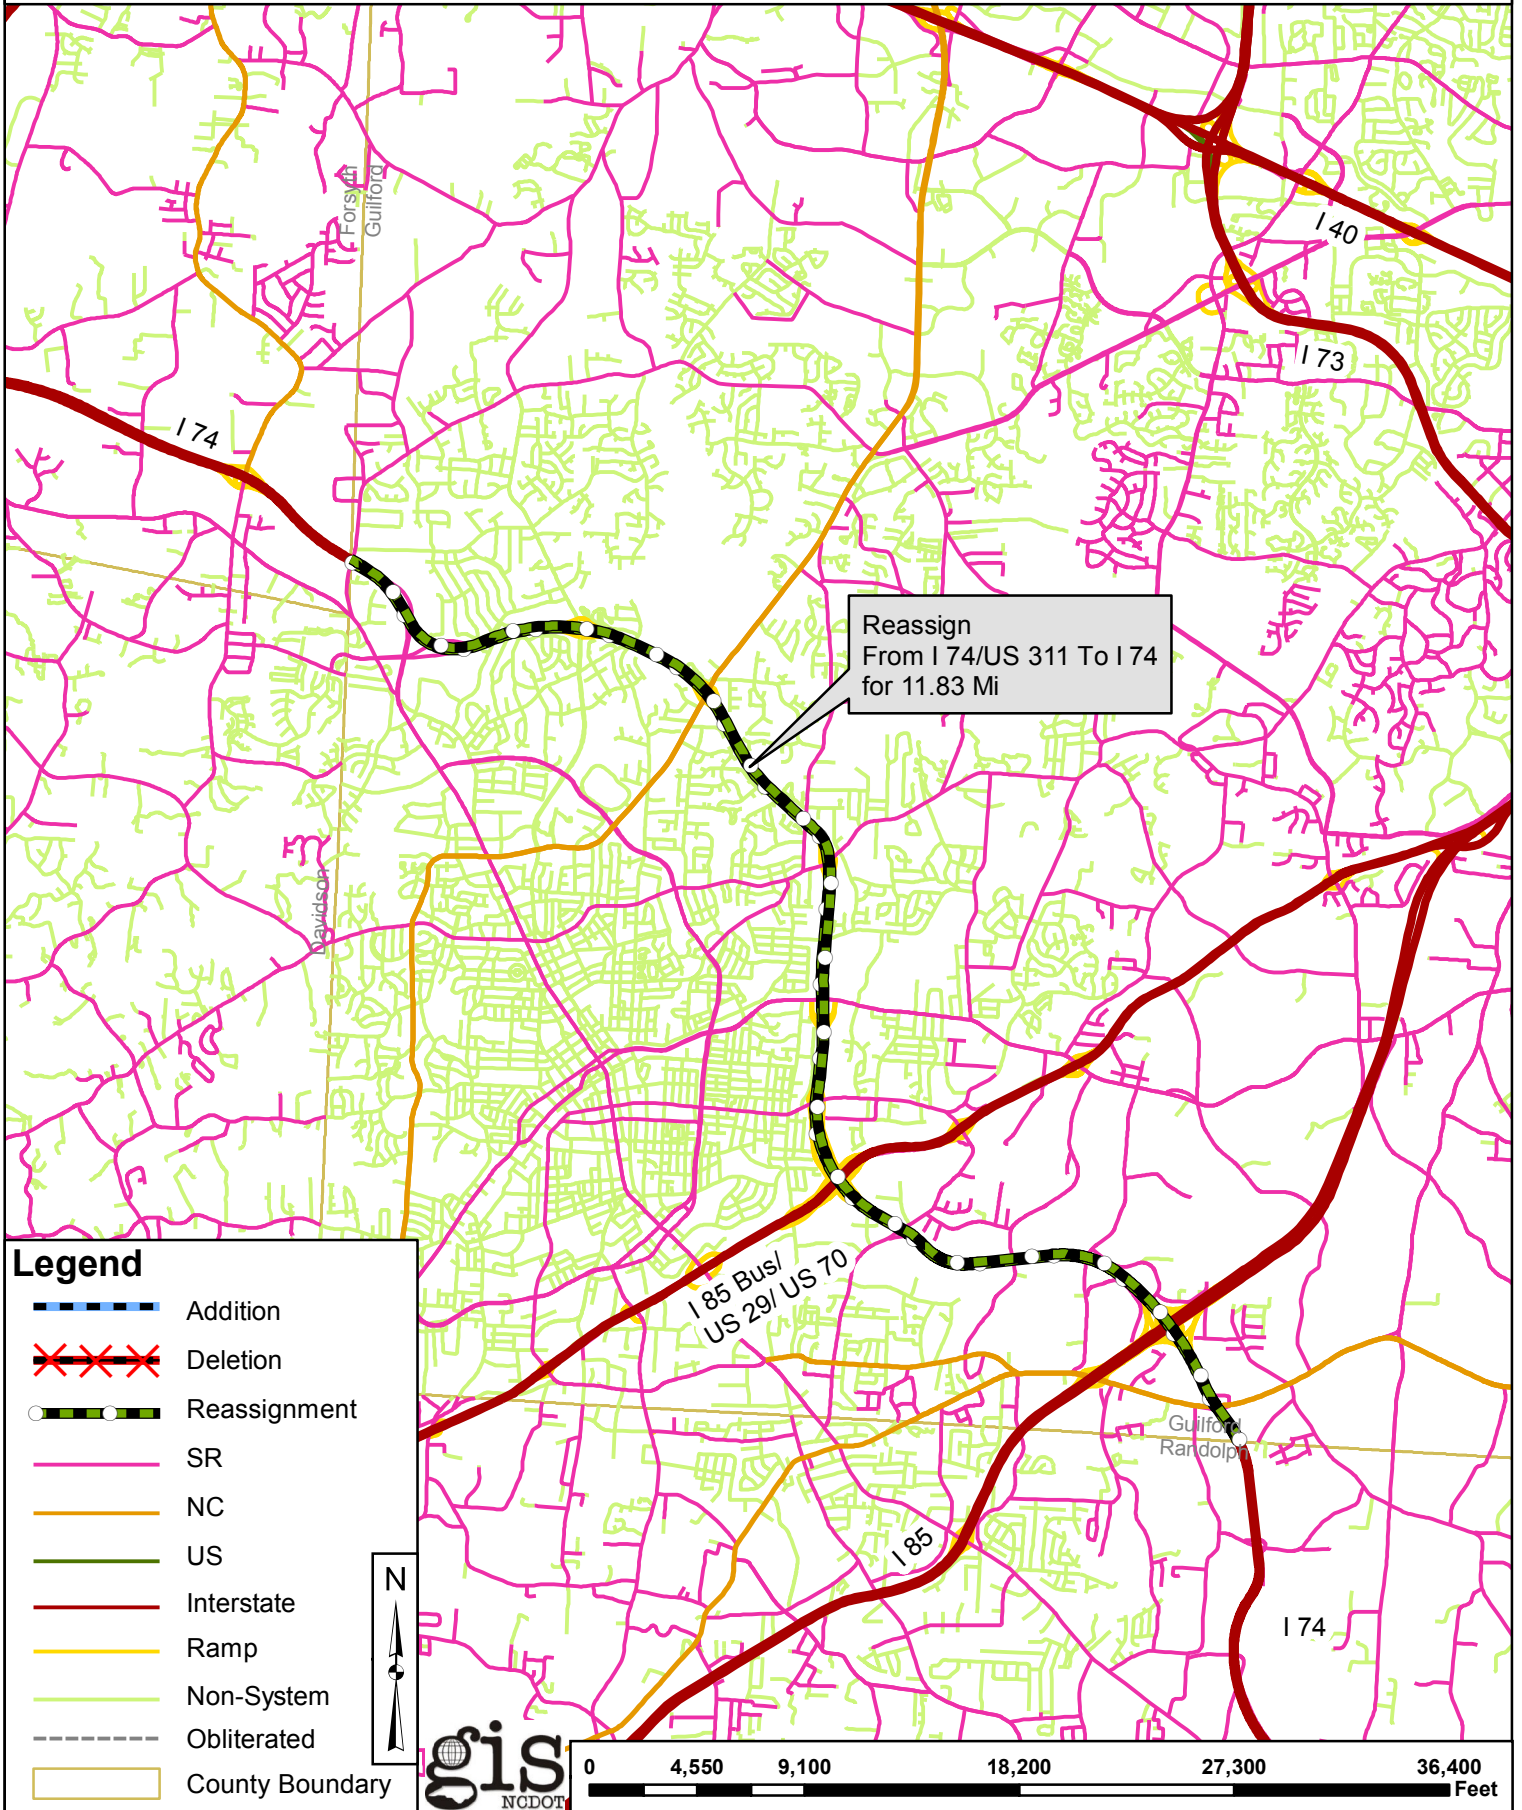 Forsyth
Guilford
I 40
I 73
I 74
Reassign
From I 74/US 311 To I 74
for 11.83 Mi
Davidson
I 85 Bus/
US 29/ US 70
Guilford
Randolph
I 85
I 74
Legend
Addition
Deletion
Reassignment
SR
NC
US
Interstate
Ramp
Non-System
Obliterated
County Boundary
N
gis
NCDOT
0 4,550 9,100 18,200 27,300 36,400
Feet